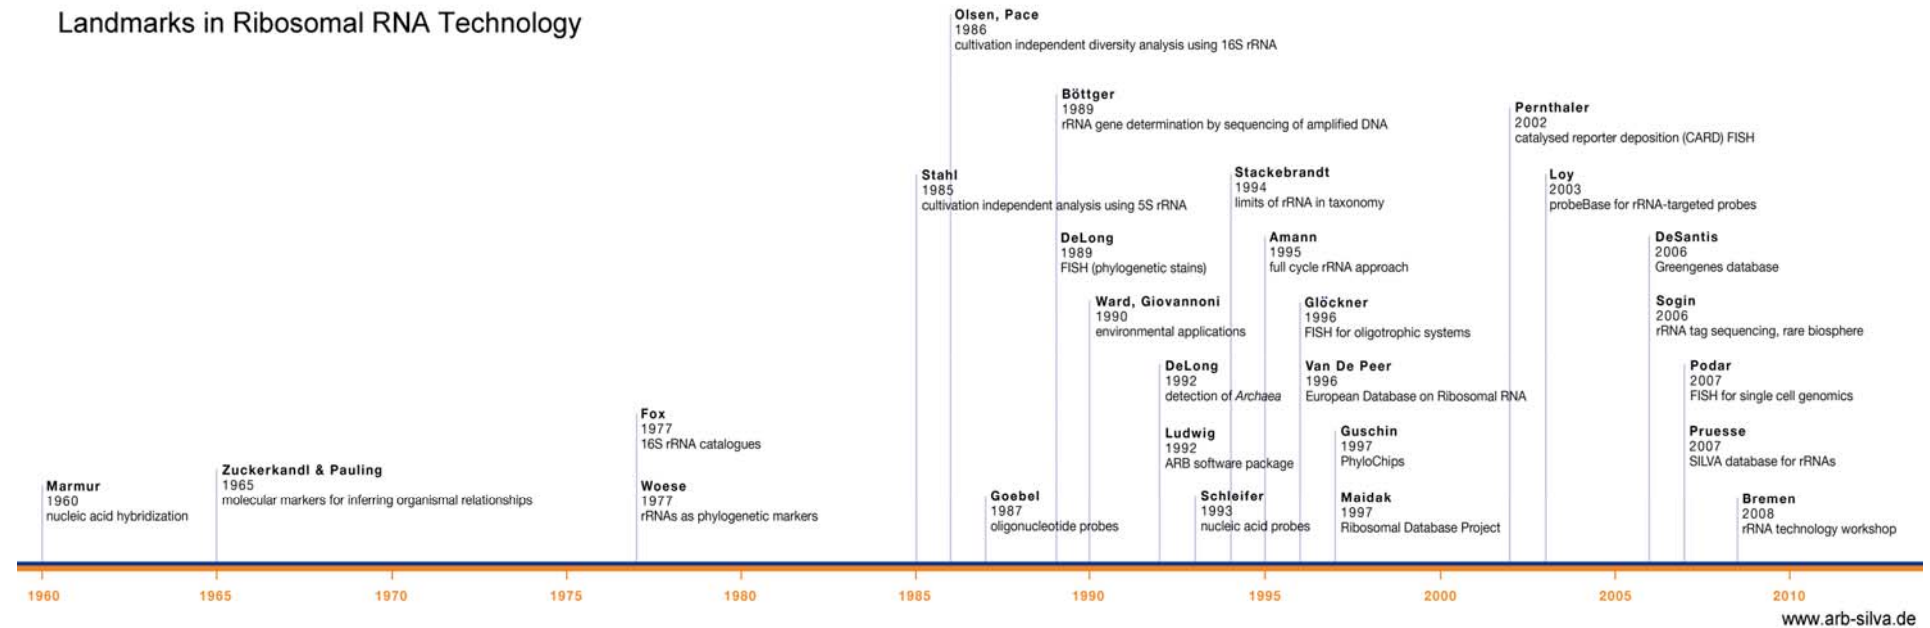 Landmarks in Ribosomal RNA Technology
Olsen, Pace
1986
cultivation independent diversity analysis using 16S rRNA
Böttger
1989
rRNA gene determination by sequencing of amplified DNA
Pernthaler
2002
catalysed reporter deposition (CARD) FISH
Stahl
1985
cultivation independent analysis using 5S rRNA
Stackebrandt
1994
limits of rRNA in taxonomy
Loy
2003
probeBase for rRNA-targeted probes
DeLong
1989
FISH (phylogenetic stains)
Amann
1995
full cycle rRNA approach
DeSantis
2006
Greengenes database
Ward, Giovannoni
1990
environmental applications
Glöckner
1996
FISH for oligotrophic systems
Sogin
2006
rRNA tag sequencing, rare biosphere
DeLong
1992
detection of Archaea
Van De Peer
1996
European Database on Ribosomal RNA
Podar
2007
FISH for single cell genomics
Fox
1977
16S rRNA catalogues
Ludwig
1992
ARB software package
Guschin
1997
PhyloChips
Pruesse
2007
SILVA database for rRNAs
Zuckerkandl & Pauling
1965
molecular markers for inferring organismal relationships
Marmur
1960
nucleic acid hybridization
Woese
1977
rRNAs as phylogenetic markers
Goebel
1987
oligonucleotide probes
Schleifer
1993
nucleic acid probes
Maidak
1997
Ribosomal Database Project
Bremen
2008
rRNA technology workshop
1960 1965 1970 1975 1980 1985 1990 1995 2000 2005 2010
www.arb-silva.de